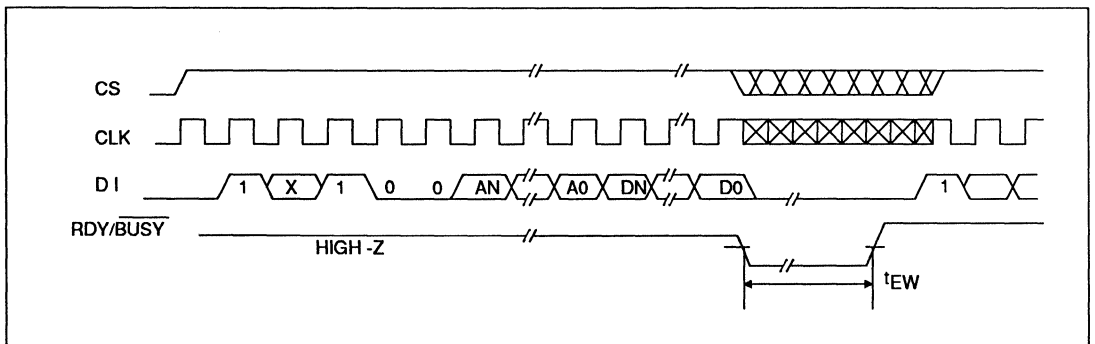 CS
CLK
DI 1 X 1 0 0 AN A0 DN D0 1
RDY/BUSY
HIGH -Z
tEW